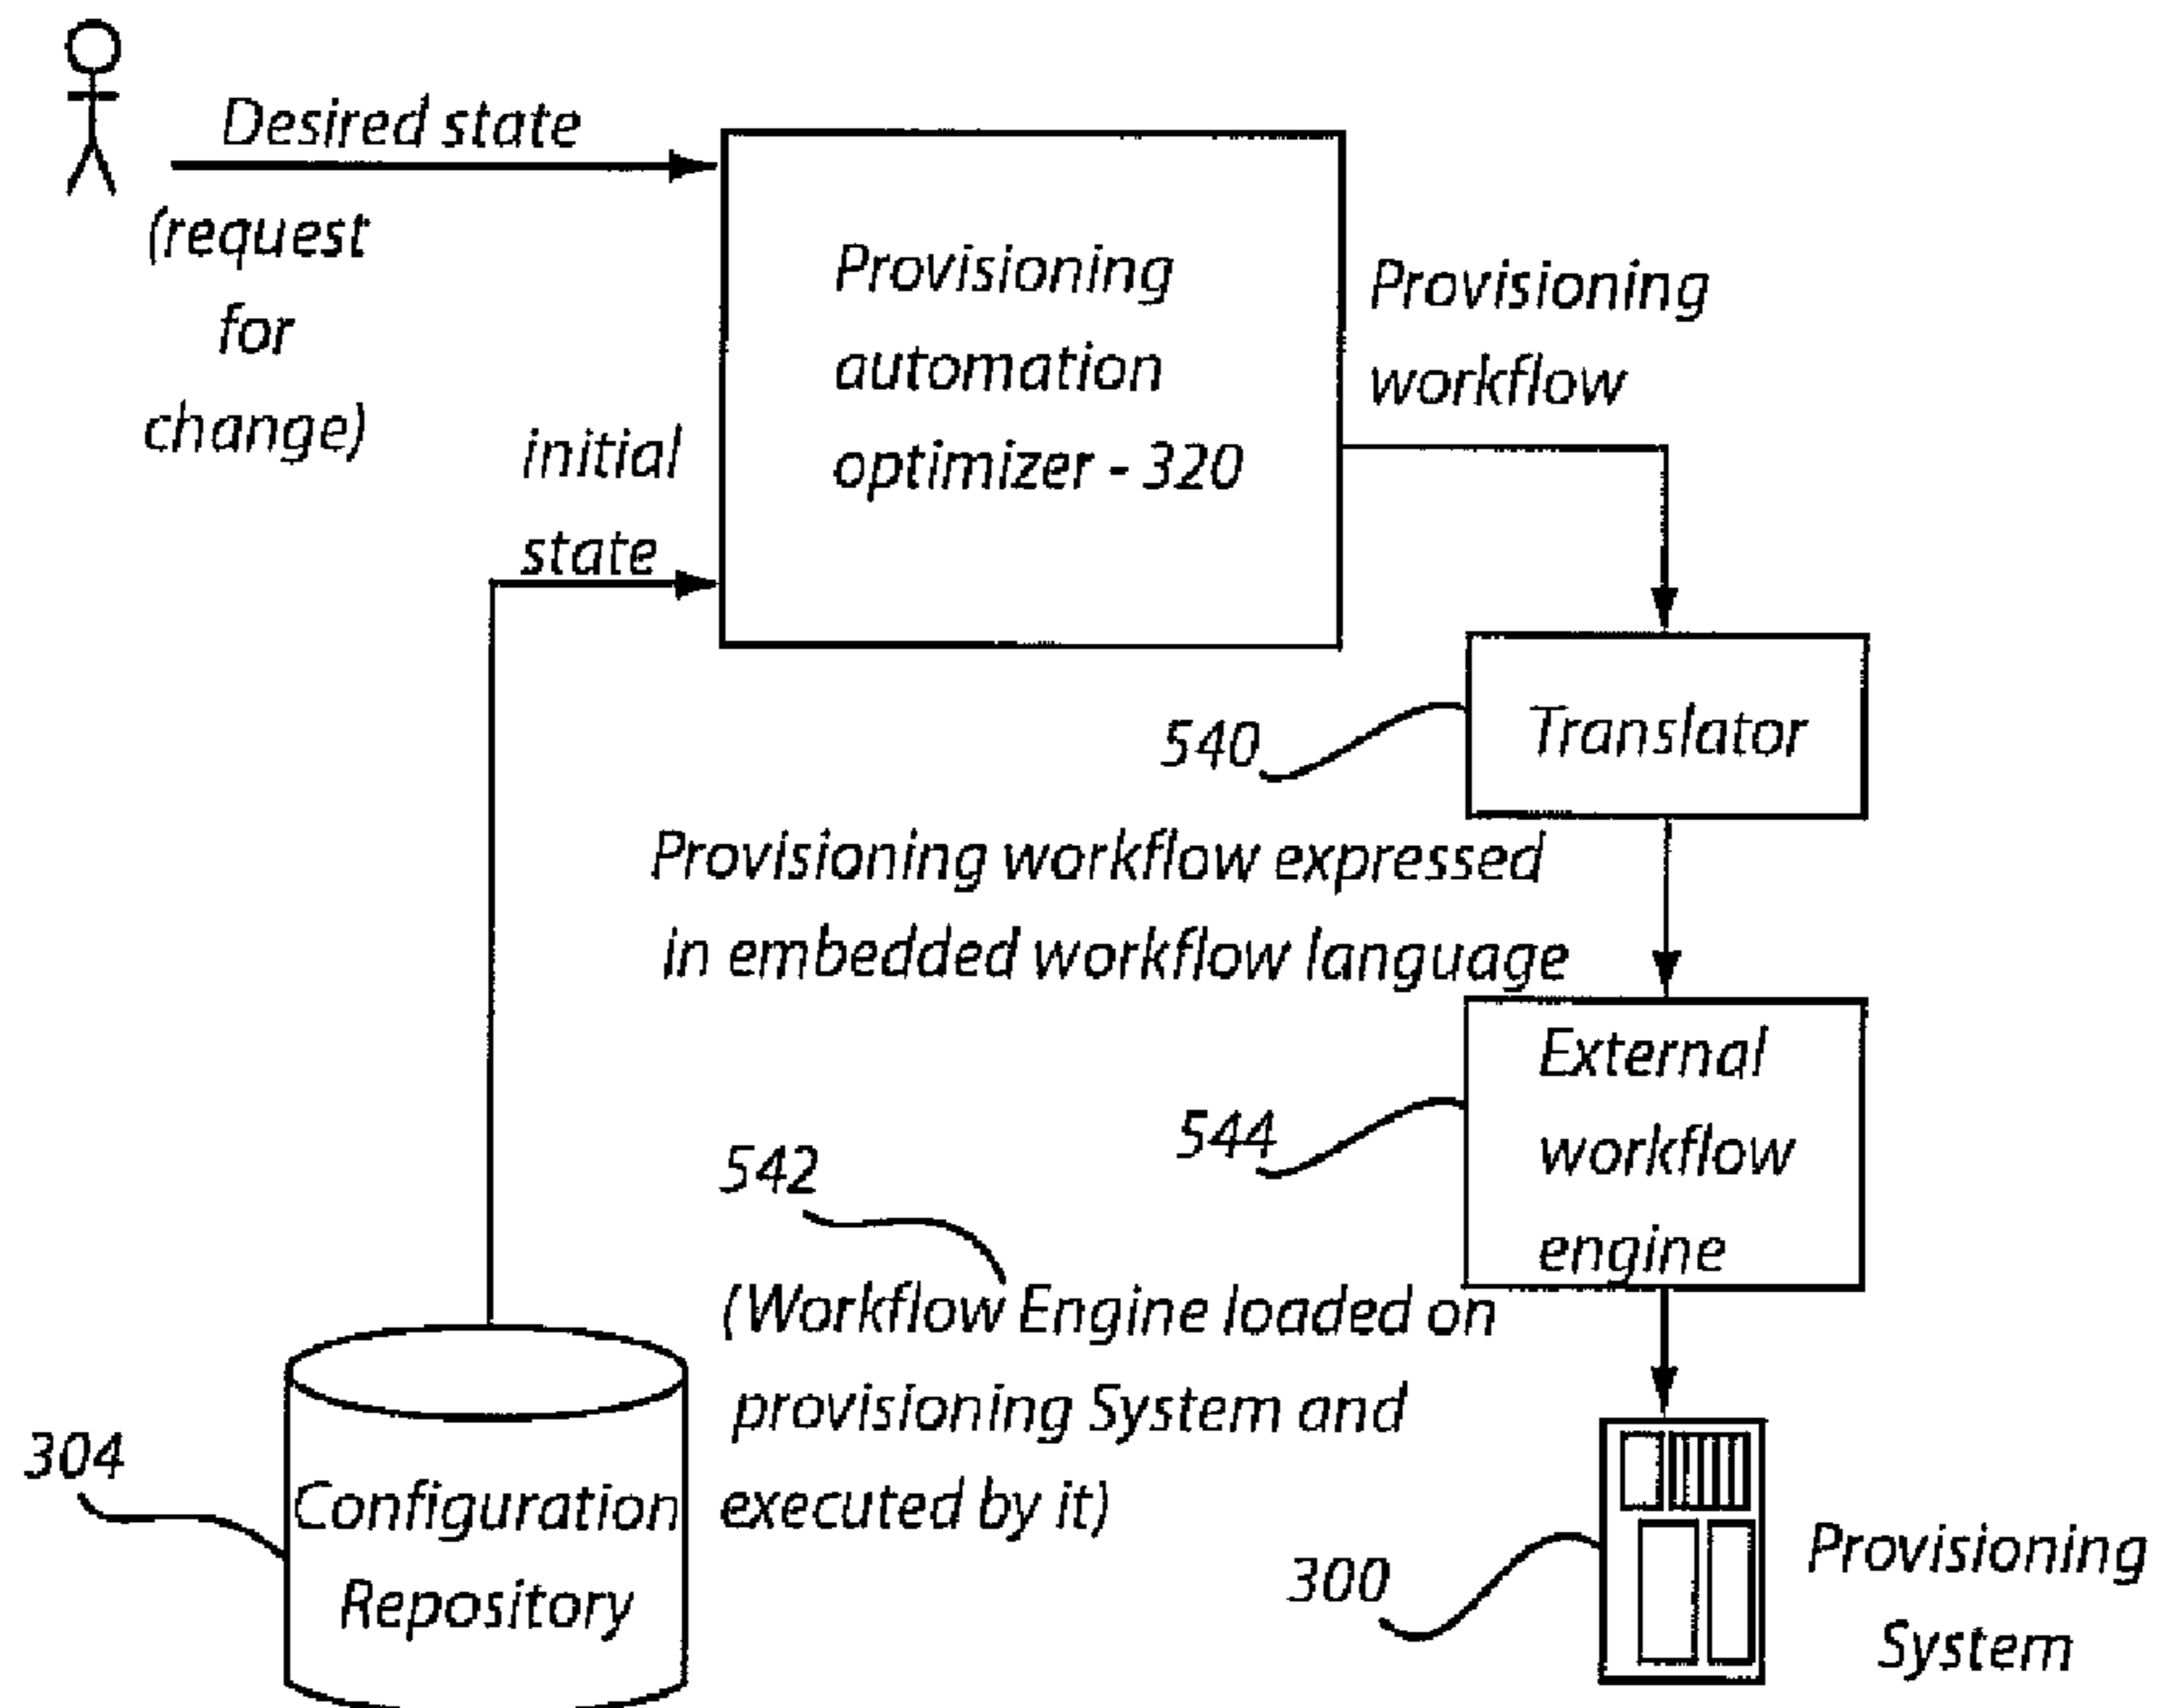 Desired state
(request
for
change)
initial
state
Provisioning
automation
optimizer - 320
Provisioning
workflow
540
Translator
Provisioning workflow expressed
in embedded workflow language
External
workflow
engine
544
542
(Workflow Engine loaded on
provisioning System and
executed by it)
304
Configuration
Repository
300
Provisioning
System